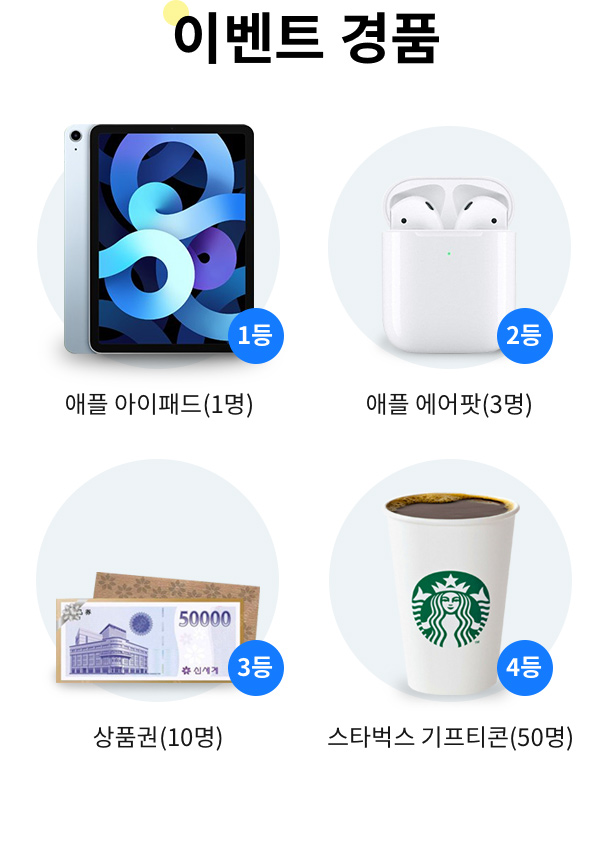 이벤트 경품
1등
2등
애플 아이패드(1명)
애플 에어팟(3명)
권
50000
신세계
3등
4등
상품권(10명)
스타벅스 기프티콘(50명)